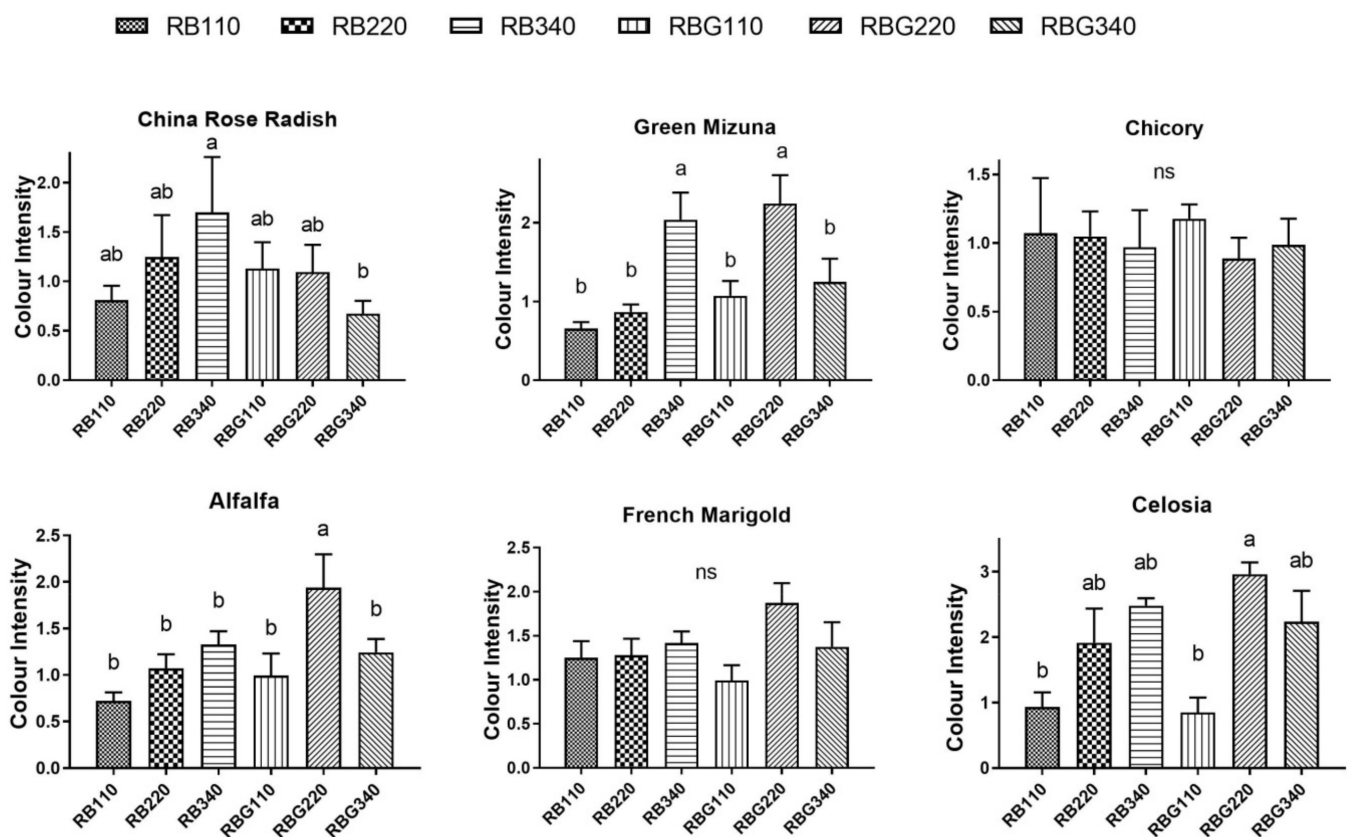 RB110 RB220 RB340 RBG110 RBG220 RBG340
China Rose Radish
Colour Intensity
2.0
1.5
1.0
0.5
0.0
ab ab a ab ab b
RB110 RB220 RB340 RBG110 RBG220 RBG340
Green Mizuna
Colour Intensity
2
1
0
b b a b a b
RB110 RB220 RB340 RBG110 RBG220 RBG340
Chicory
Colour Intensity
1.5
1.0
0.5
0.0
ns
RB110 RB220 RB340 RBG110 RBG220 RBG340
Alfalfa
Colour Intensity
2.5
2.0
1.5
1.0
0.5
0.0
b b b b a b
RB110 RB220 RB340 RBG110 RBG220 RBG340
French Marigold
Colour Intensity
2.5
2.0
1.5
1.0
0.5
0.0
ns
RB110 RB220 RB340 RBG110 RBG220 RBG340
Celosia
Colour Intensity
3
2
1
0
b ab ab b a ab
RB110 RB220 RB340 RBG110 RBG220 RBG340